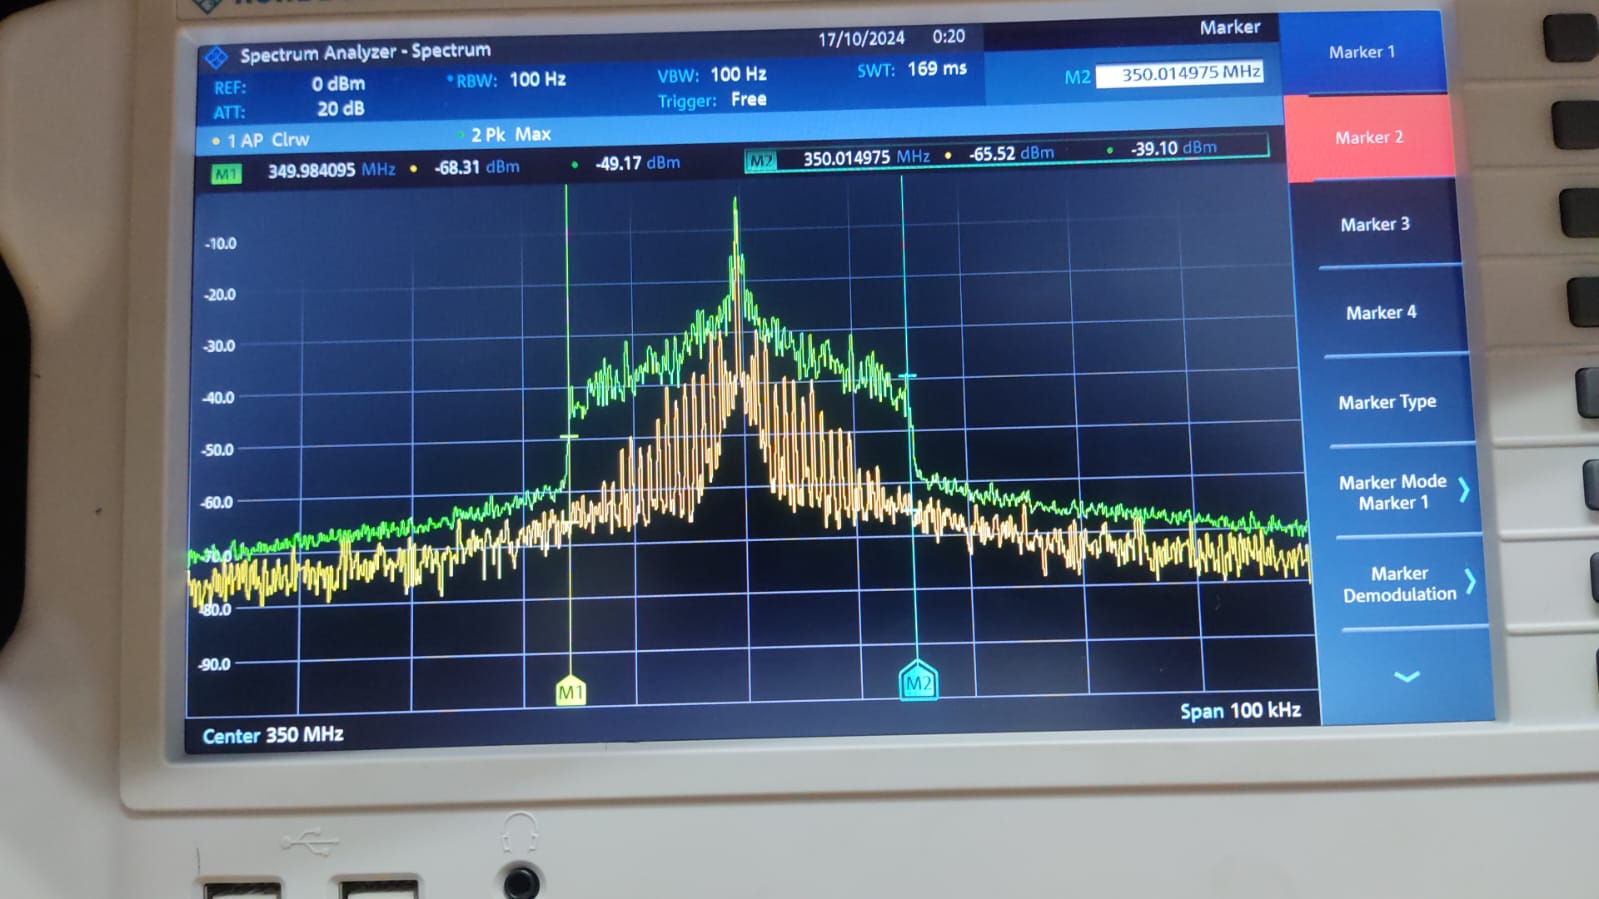 Spectrum Analyzer - Spectrum
17/10/2024 0:20
Marker
REF: 0 dBm
RBW: 100 Hz
VBW: 100 Hz
SWT: 169 ms
M2 350.014975 MHz
ATT: 20 dB
Trigger: Free
1 AP Clrw
2 Pk Max
M1 349.984095 MHz -68.31 dBm -49.17 dBm
M2 350.014975 MHz -65.52 dBm -39.10 dBm
-10.0
-20.0
-30.0
-40.0
-50.0
-60.0
-70.0
-80.0
-90.0
M1
M2
Center 350 MHz
Span 100 kHz
Marker 1
Marker 2
Marker 3
Marker 4
Marker Type
Marker Mode
Marker 1
Marker
Demodulation